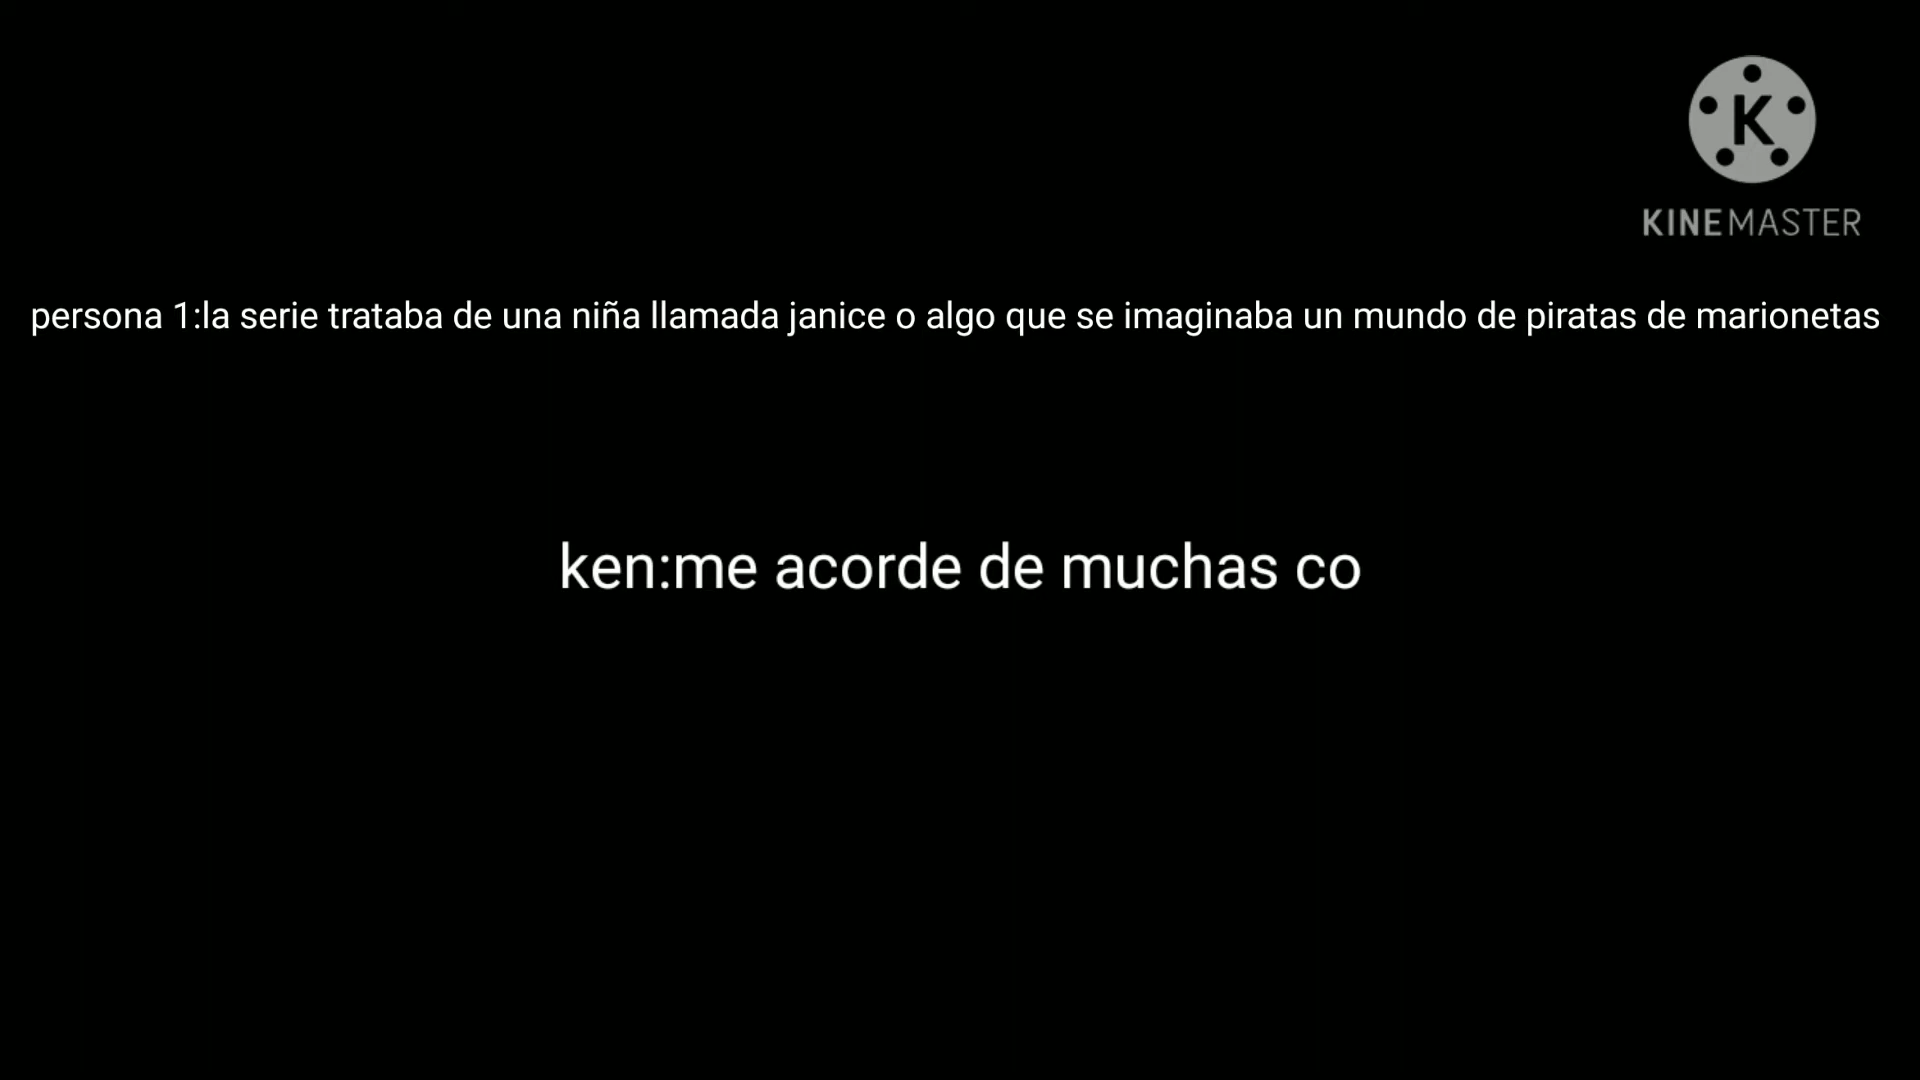 KINEMASTER
persona 1:la serie trataba de una niña llamada janice o algo que se imaginaba un mundo de piratas de marionetas
ken:me acorde de muchas co